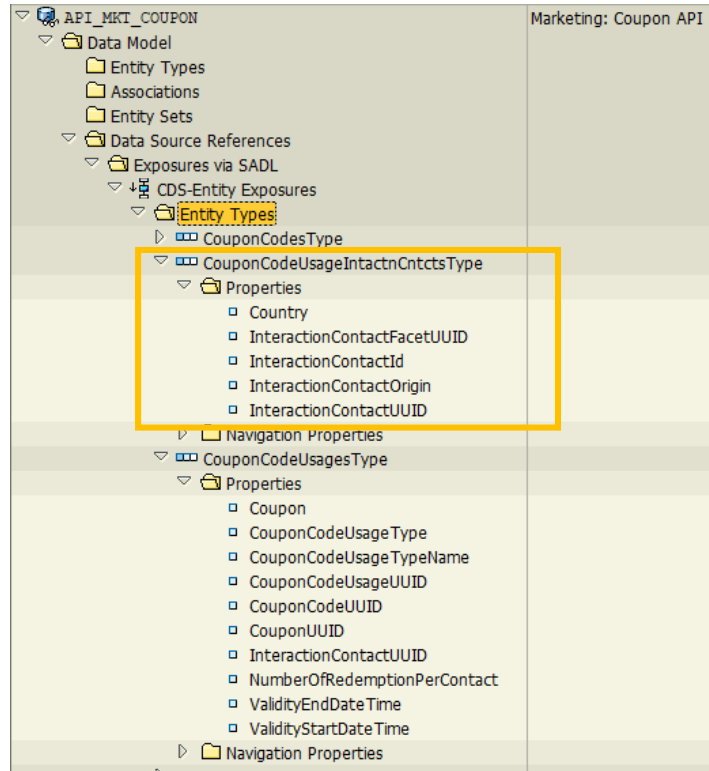 API_MKT_COUPON Marketing: Coupon API
Data Model
Entity Types
Associations
Entity Sets
Data Source References
Exposures via SADL
CDS-Entity Exposures
Entity Types
CouponCodesType
CouponCodeUsageIntactnCntctsType
Properties
Country
InteractionContactFacetUUID
InteractionContactId
InteractionContactOrigin
InteractionContactUUID
Navigation Properties
CouponCodeUsagesType
Properties
Coupon
CouponCodeUsageType
CouponCodeUsageTypeName
CouponCodeUsageUUID
CouponCodeUUID
CouponUUID
InteractionContactUUID
NumberOfRedemptionPerContact
ValidityEndDateTime
ValidityStartDateTime
Navigation Properties